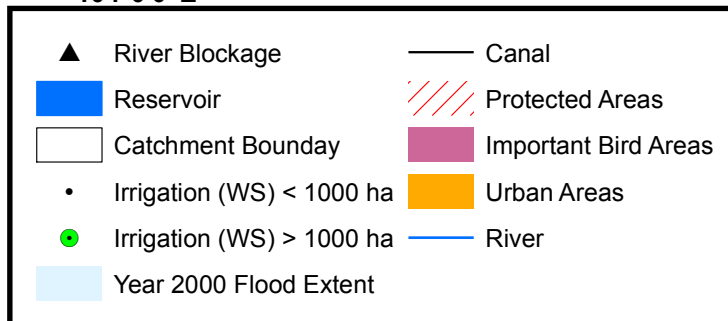 River Blockage
Reservoir
Catchment Bounday
Irrigation (WS) < 1000 ha
Irrigation (WS) > 1000 ha
Year 2000 Flood Extent
Canal
Protected Areas
Important Bird Areas
Urban Areas
River